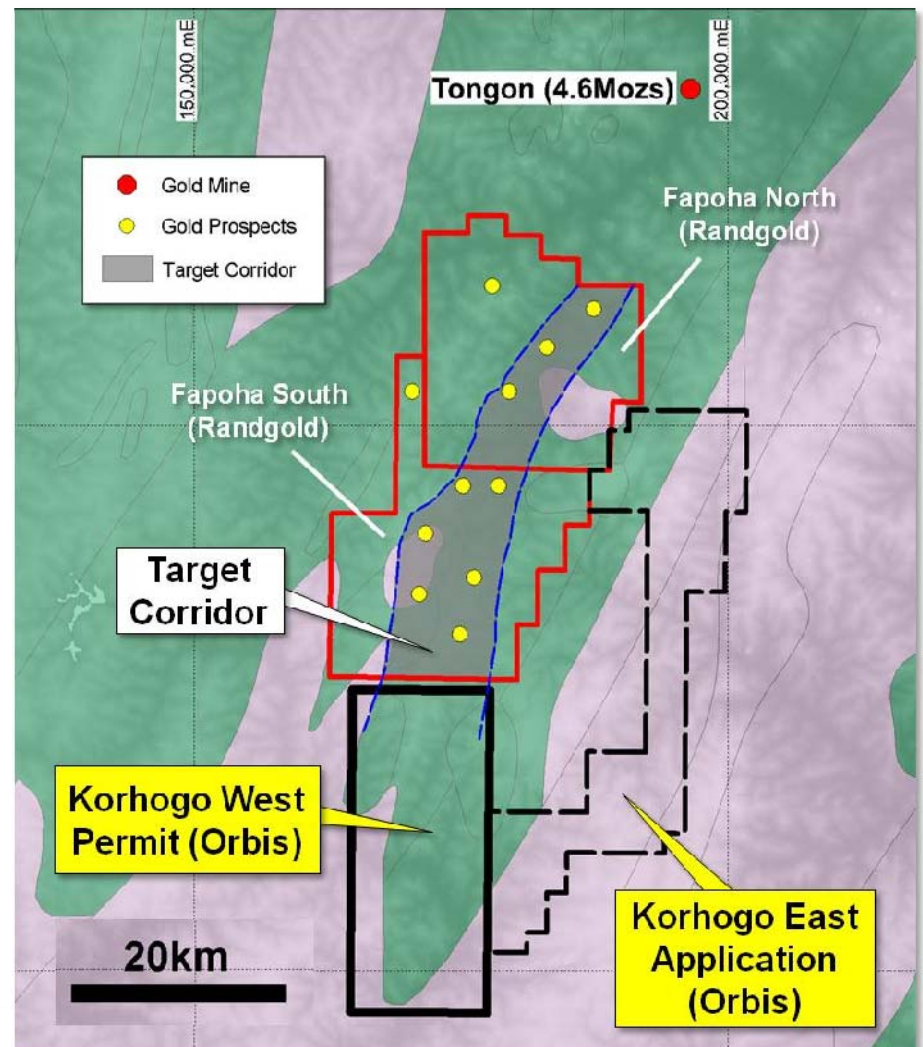 150,000 mE
200,000 mE
Tongon (4.6Mozs)
Gold Mine
Gold Prospects
Target Corridor
Fapoha North
(Randgold)
Fapoha South
(Randgold)
Target
Corridor
Korhogo West
Permit (Orbis)
Korhogo East
Application
(Orbis)
20km